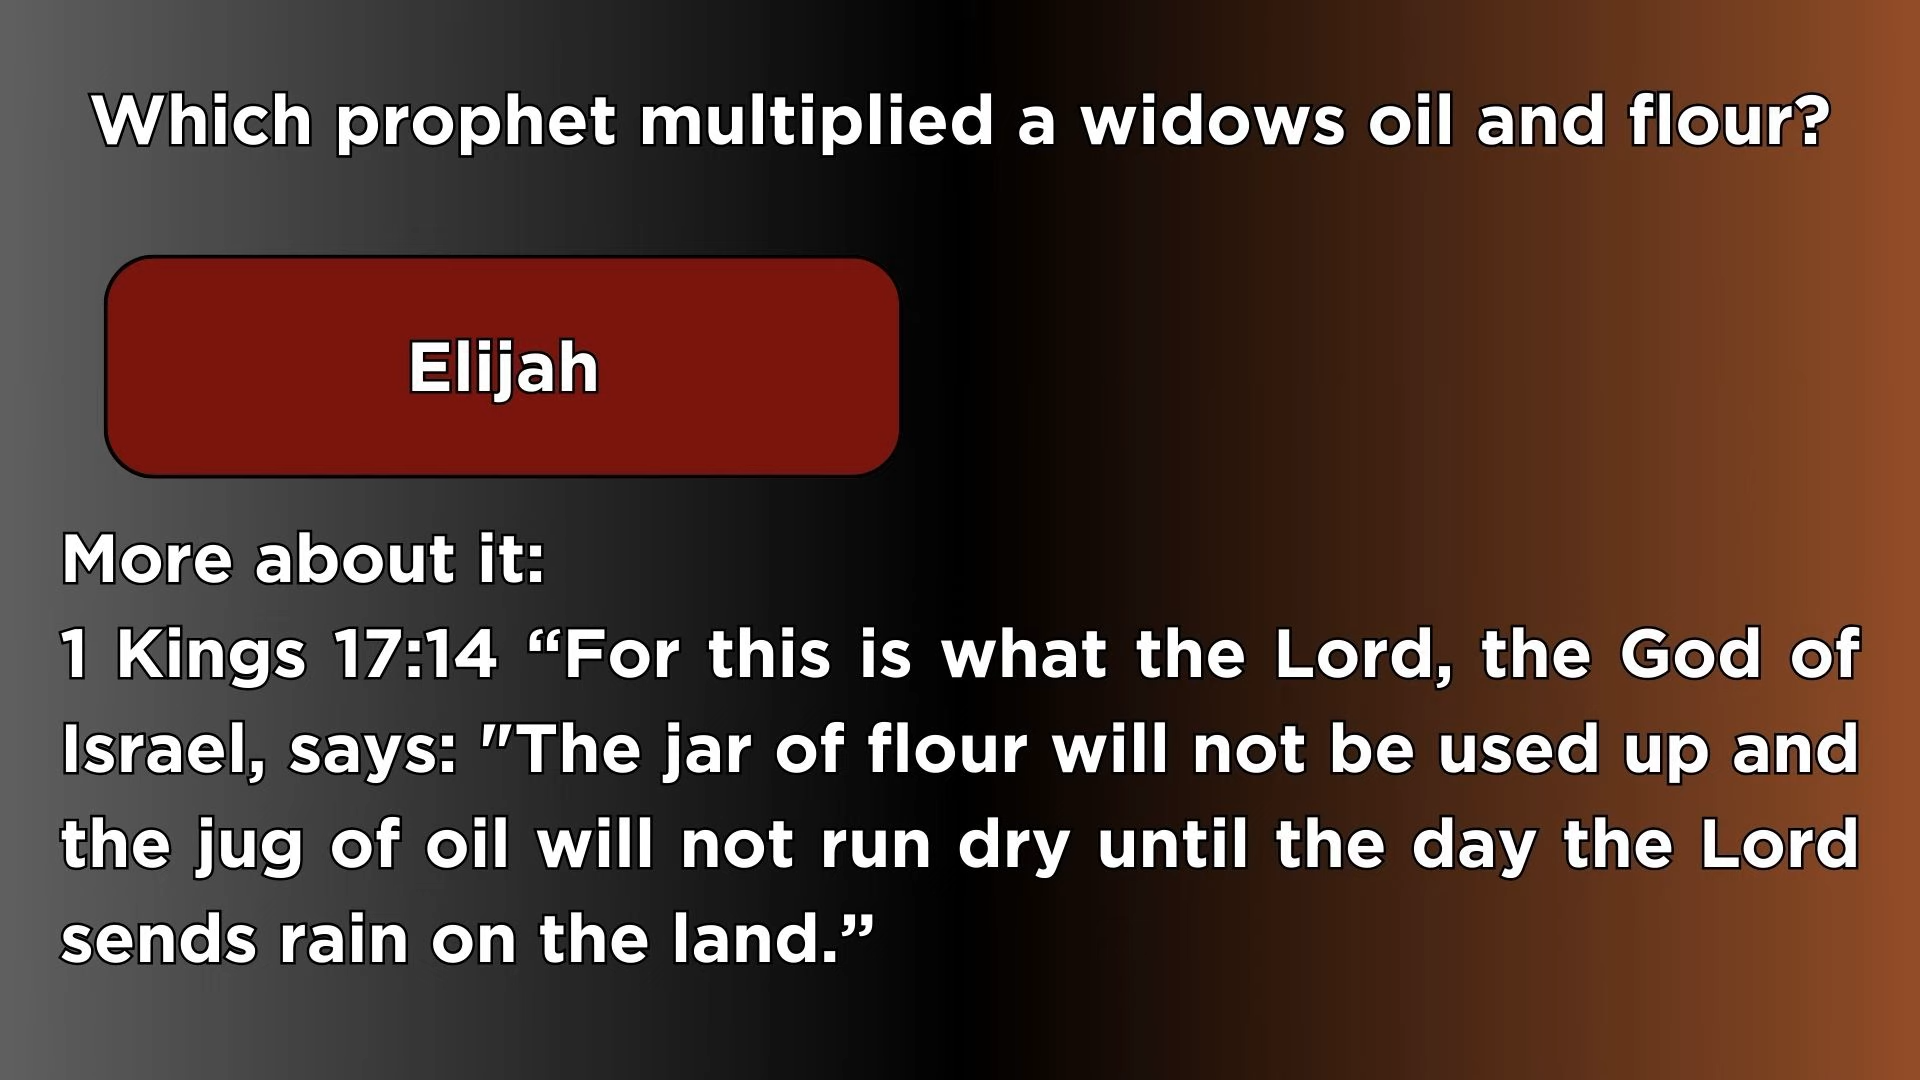 Which prophet multiplied a widows oil and flour?
Elijah
More about it:
1 Kings 17:14 “For this is what the Lord, the God of
Israel, says: "The jar of flour will not be used up and
the jug of oil will not run dry until the day the Lord
sends rain on the land.”